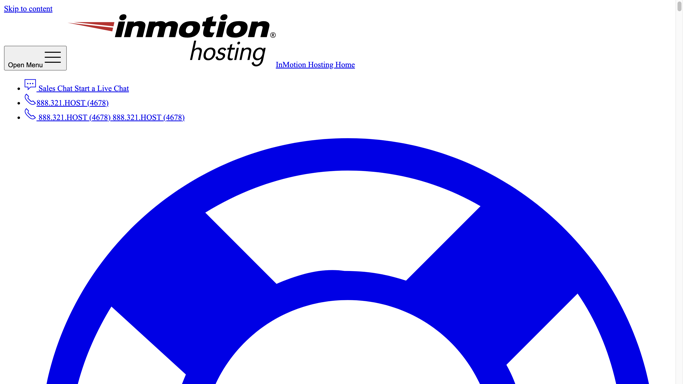 Skip to content
inmotion®
hosting
Open Menu
InMotion Hosting Home
Sales Chat Start a Live Chat
888.321.HOST (4678)
888.321.HOST (4678) 888.321.HOST (4678)